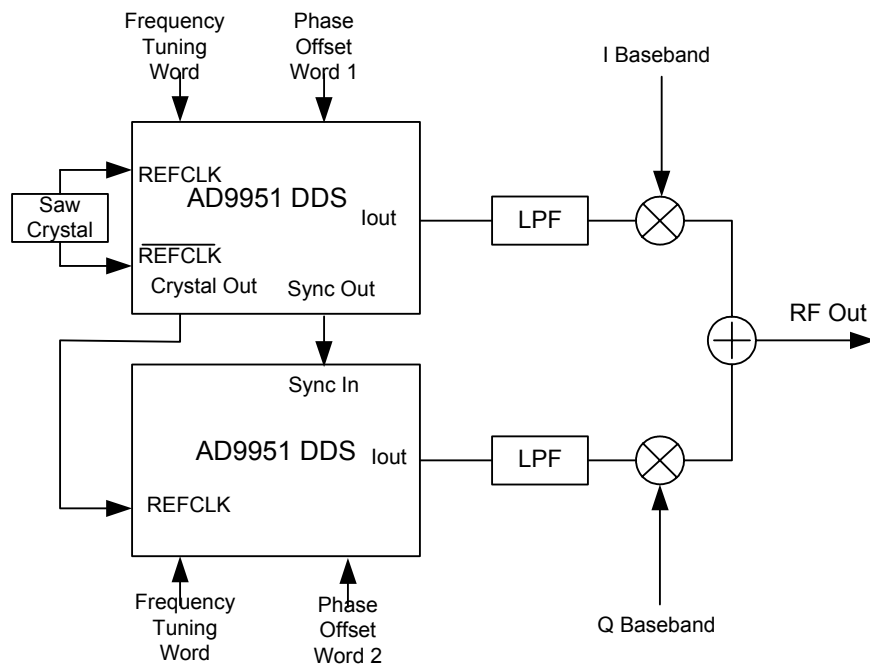 Frequency
Tuning
Word
Phase
Offset
Word 1
I Baseband
REFCLK
AD9951 DDS
Saw
Crystal
Iout
LPF
REFCLK
Crystal Out
Sync Out
RF Out
Sync In
AD9951 DDS
Iout
LPF
REFCLK
Frequency
Tuning
Word
Phase
Offset
Word 2
Q Baseband